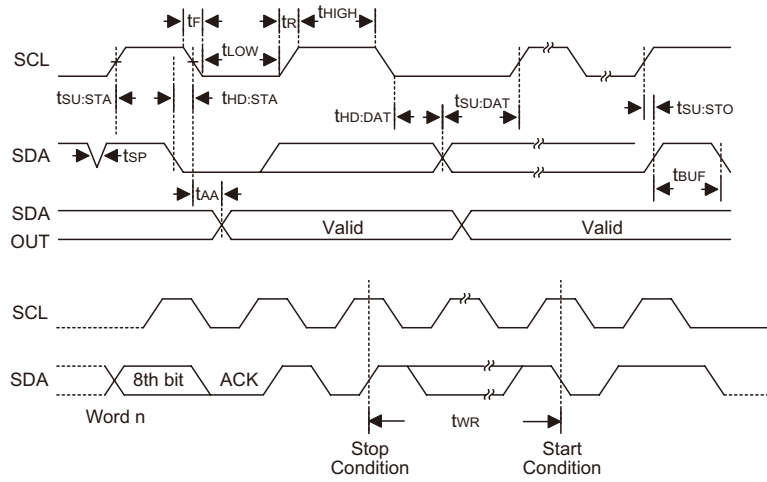 tF tR tHIGH
SCL tLOW
tSU:STA tHD:STA tHD:DAT tSU:DAT tSU:STO
SDA tSP tBUF
tAA
SDA
OUT Valid Valid
SCL
SDA 8th bit ACK
Word n tWR
Stop Start
Condition Condition